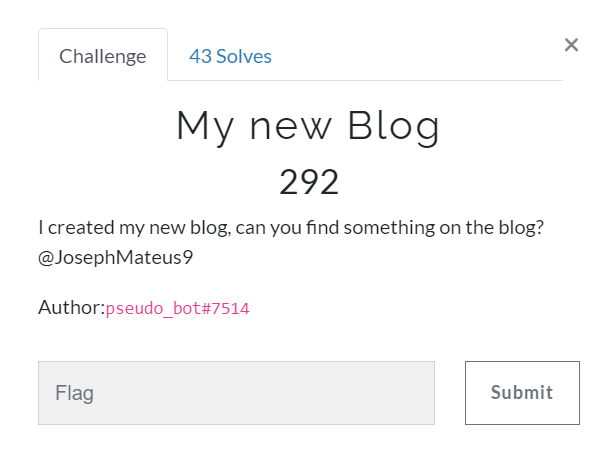 Challenge
43 Solves
×
My new Blog
292
I created my new blog, can you find something on the blog?
@JosephMateus9
Author:pseudo_bot#7514
Flag
Submit